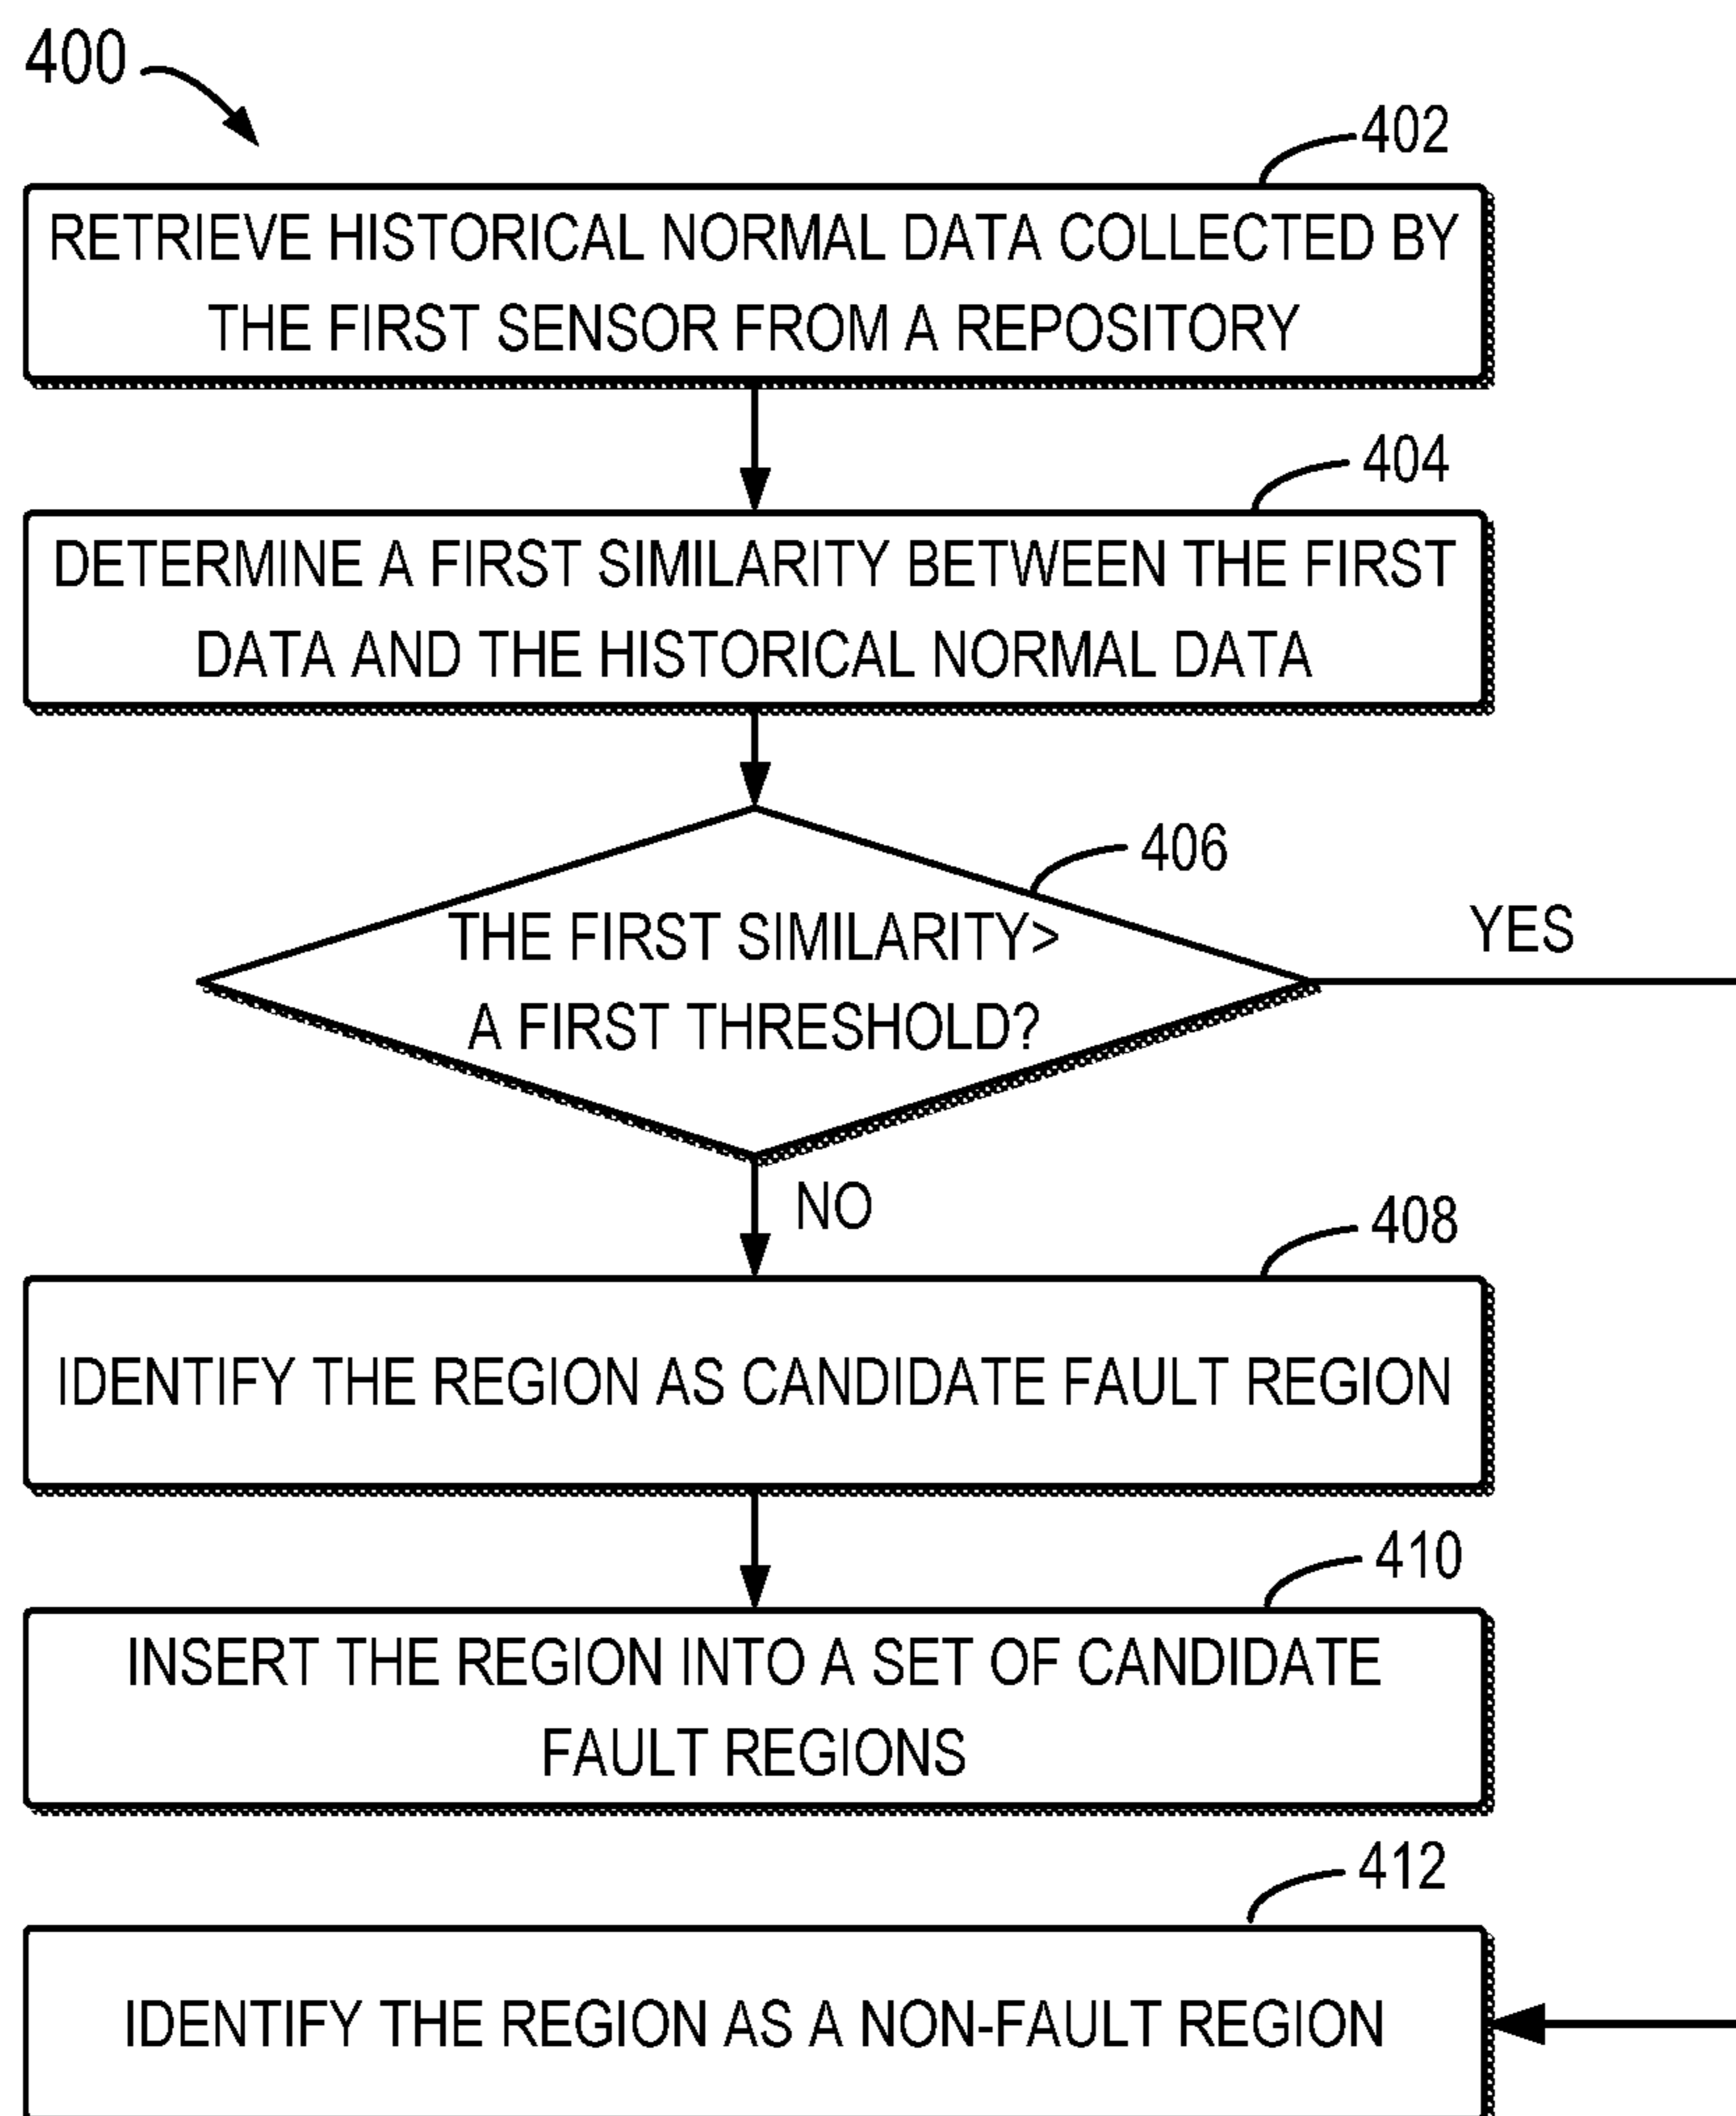 400
402
RETRIEVE HISTORICAL NORMAL DATA COLLECTED BY
THE FIRST SENSOR FROM A REPOSITORY
404
DETERMINE A FIRST SIMILARITY BETWEEN THE FIRST
DATA AND THE HISTORICAL NORMAL DATA
406
THE FIRST SIMILARITY>
A FIRST THRESHOLD?
YES
NO
408
IDENTIFY THE REGION AS CANDIDATE FAULT REGION
410
INSERT THE REGION INTO A SET OF CANDIDATE
FAULT REGIONS
412
IDENTIFY THE REGION AS A NON-FAULT REGION